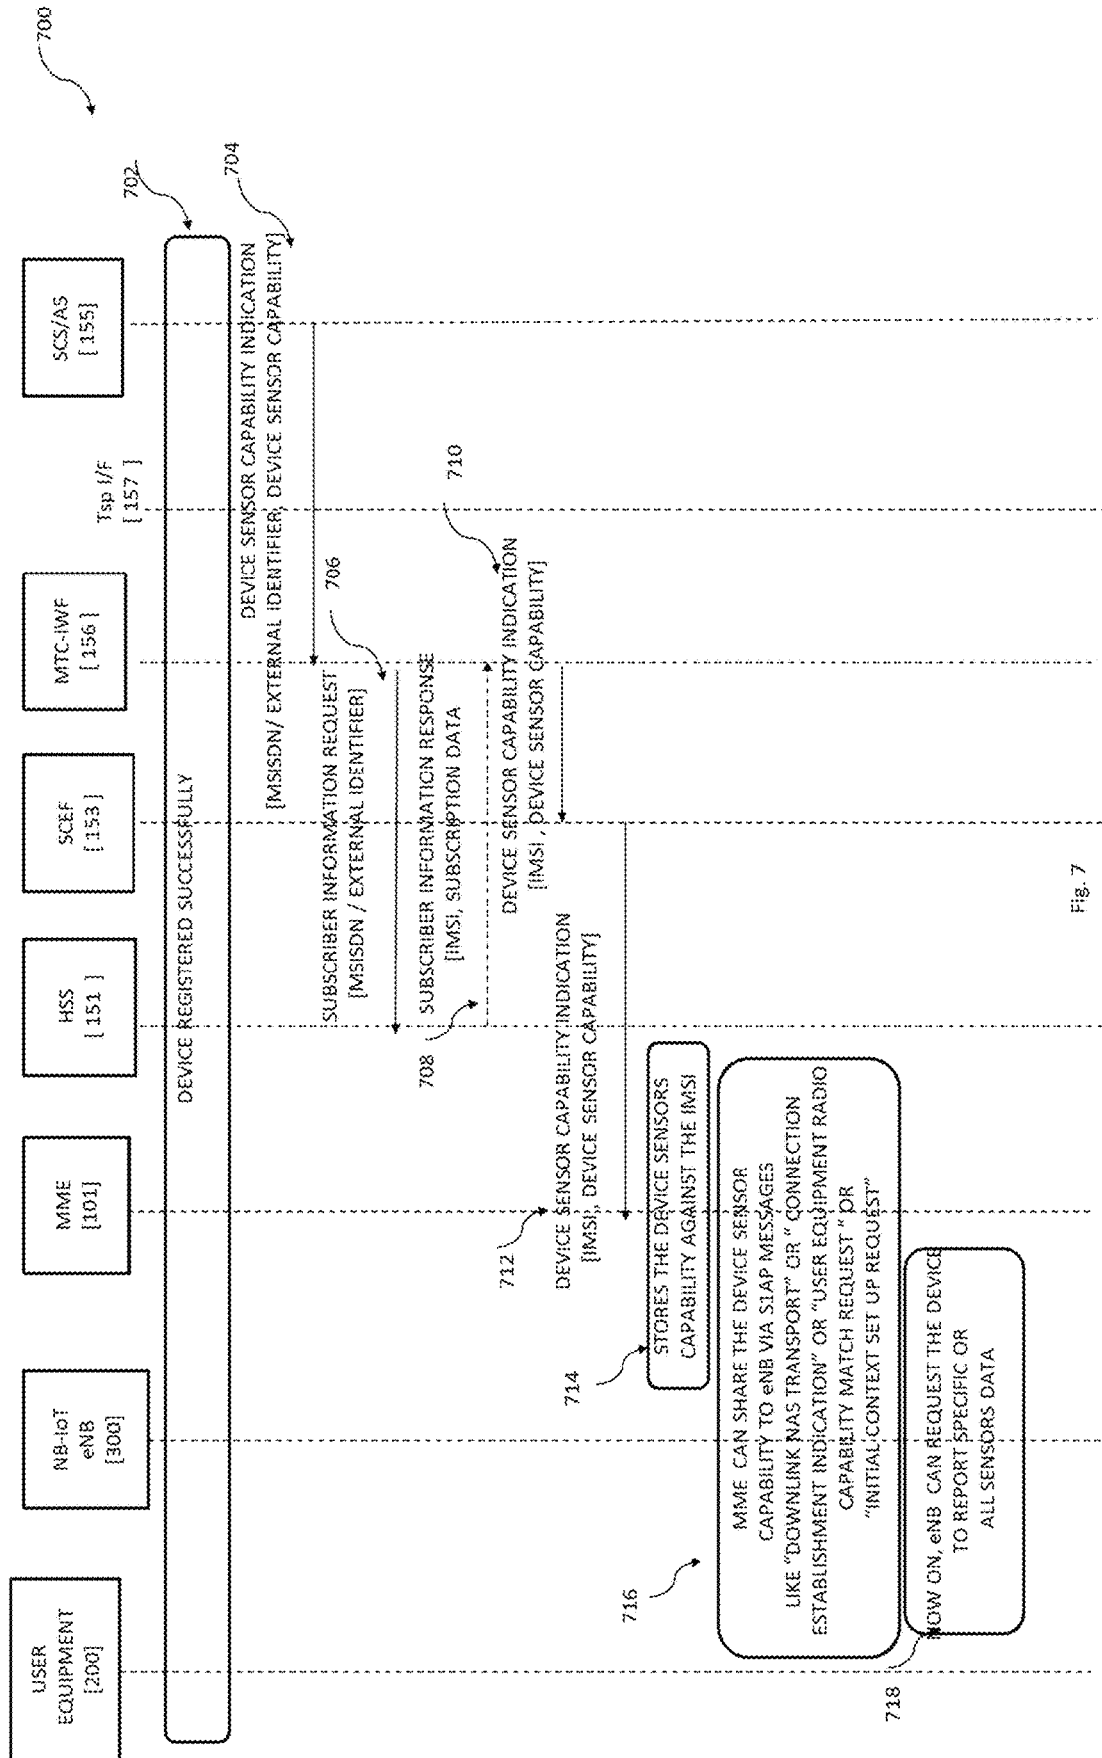 700
USER
EQUIPMENT
[200]
NB-IoT
eNB
[300]
MME
[101]
HSS
[151]
SCEF
[153]
MTC-IWF
[156]
Tsp I/F
[157]
SCS/AS
[155]
702
DEVICE REGISTERED SUCCESSFULLY
704
DEVICE SENSOR CAPABILITY INDICATION
[MSISDN/ EXTERNAL IDENTIFIER, DEVICE SENSOR CAPABILITY]
706
SUBSCRIBER INFORMATION REQUEST
[MSISDN / EXTERNAL IDENTIFIER]
708
SUBSCRIBER INFORMATION RESPONSE
[IMSI, SUBSCRIPTION DATA
710
DEVICE SENSOR CAPABILITY INDICATION
[IMSI, DEVICE SENSOR CAPABILITY]
712
DEVICE SENSOR CAPABILITY INDICATION
[IMSI, DEVICE SENSOR CAPABILITY]
714
STORES THE DEVICE SENSORS
CAPABILITY AGAINST THE IMSI
716
MME CAN SHARE THE DEVICE SENSOR
CAPABILITY TO eNB VIA S1AP MESSAGES
LIKE "DOWNLINK NAS TRANSPORT" OR " CONNECTION
ESTABLISHMENT INDICATION" OR "USER EQUIPMENT RADIO
CAPABILITY MATCH REQUEST " OR
"INITIAL CONTEXT SET UP REQUEST"
718
NOW ON, eNB CAN REQUEST THE DEVICE
TO REPORT SPECIFIC OR
ALL SENSORS DATA
Fig. 7